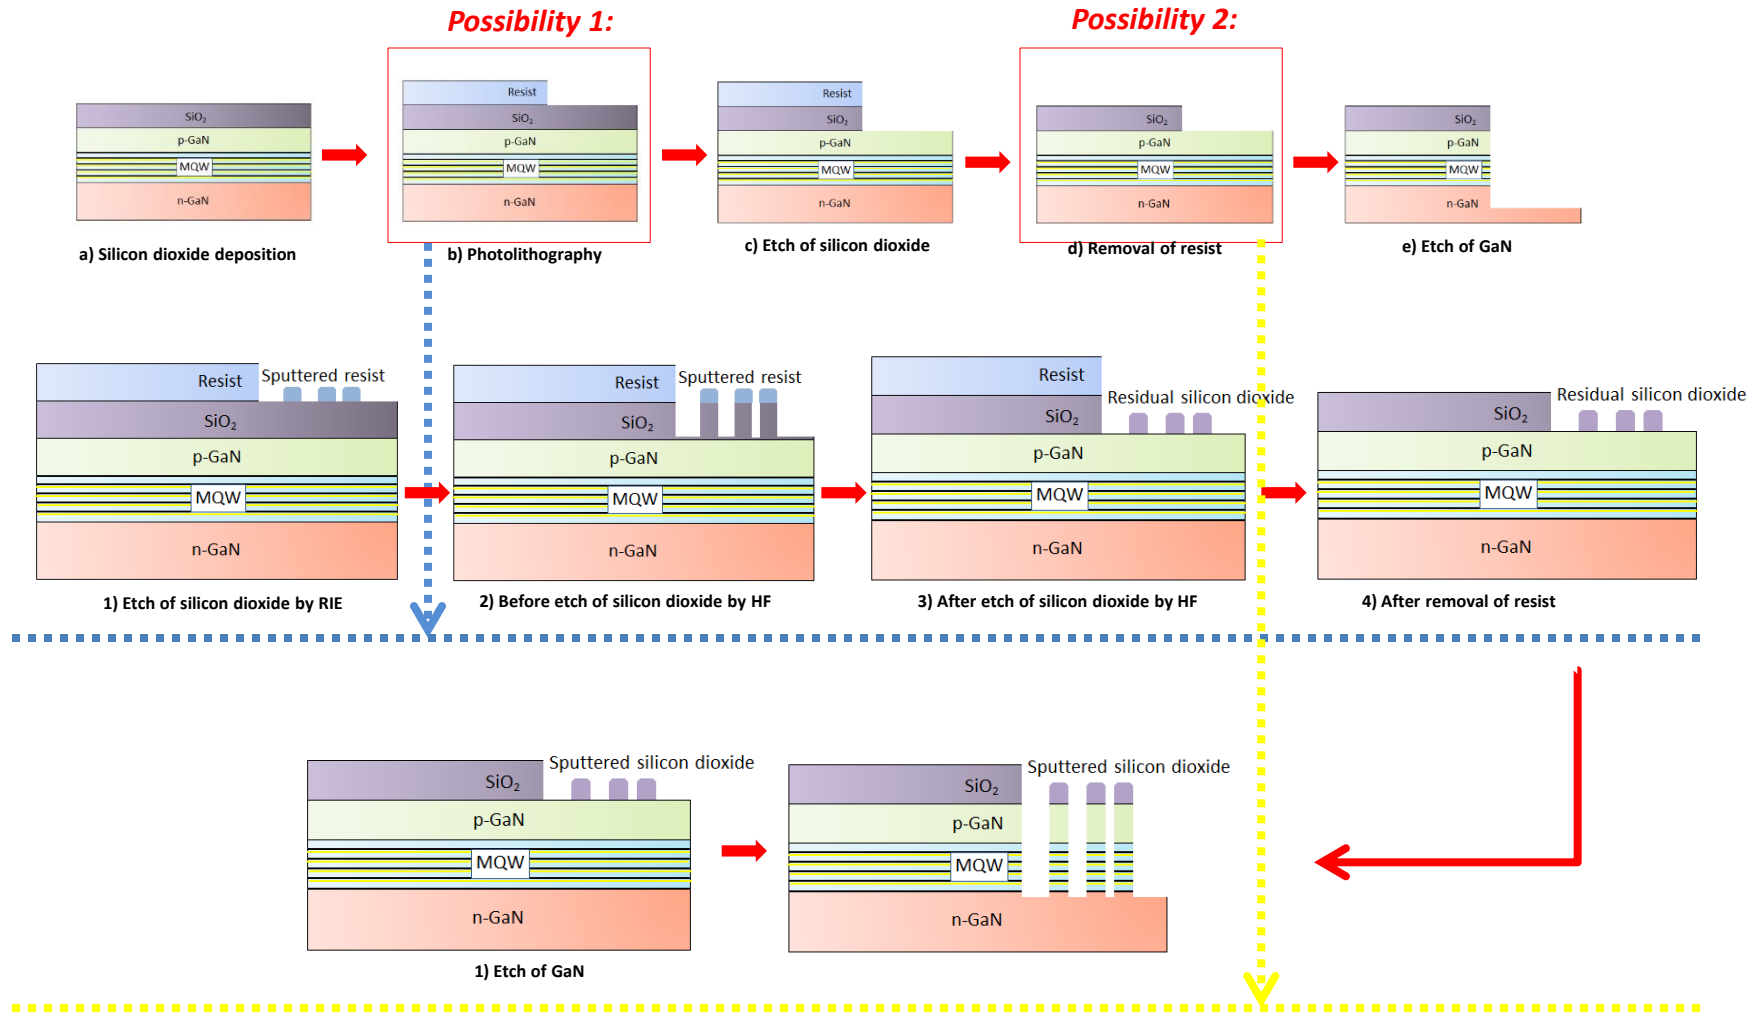 Possibility 1:
Possibility 2:
SiO2
p-GaN
MQW
n-GaN
a) Silicon dioxide deposition
Resist
SiO2
p-GaN
MQW
n-GaN
b) Photolithography
Resist
SiO2
p-GaN
MQW
n-GaN
c) Etch of silicon dioxide
SiO2
p-GaN
MQW
n-GaN
d) Removal of resist
SiO2
p-GaN
MQW
n-GaN
e) Etch of GaN
Sputtered resist
Resist
SiO2
p-GaN
MQW
n-GaN
1) Etch of silicon dioxide by RIE
Sputtered resist
Resist
SiO2
p-GaN
MQW
n-GaN
2) Before etch of silicon dioxide by HF
Resist
Residual silicon dioxide
SiO2
p-GaN
MQW
n-GaN
3) After etch of silicon dioxide by HF
Residual silicon dioxide
SiO2
p-GaN
MQW
n-GaN
4) After removal of resist
Sputtered silicon dioxide
SiO2
p-GaN
MQW
n-GaN
1) Etch of GaN
Sputtered silicon dioxide
SiO2
p-GaN
MQW
n-GaN